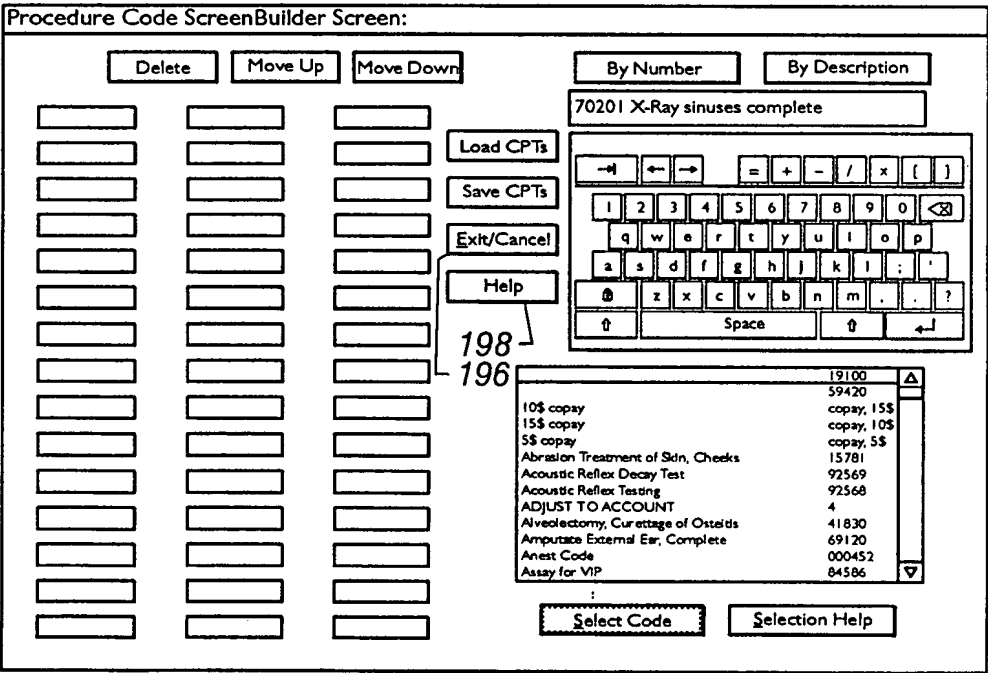 Procedure Code ScreenBuilder Screen:
Delete Move Up Move Down By Number By Description
70201 X-Ray sinuses complete
Load CPTs
Save CPTs
Exit/Cancel
Help
198
196
= + - / x [ ]
1 2 3 4 5 6 7 8 9 0
q w e r t y u i o p
a s d f g h j k l ; '
z x c v b n m , . ?
Space
19100
59420
10$ copay copay, 15$
15$ copay copay, 10$
5$ copay copay, 5$
Abrasion Treatment of Skin, Cheeks 15781
Acoustic Reflex Decay Test 92569
Acoustic Reflex Testing 92568
ADJUST TO ACCOUNT 4
Alveolectomy, Curettage of Osteitis 41830
Amputate External Ear, Complete 69120
Anest Code 000452
Assay for VIP 84586
Select Code Selection Help